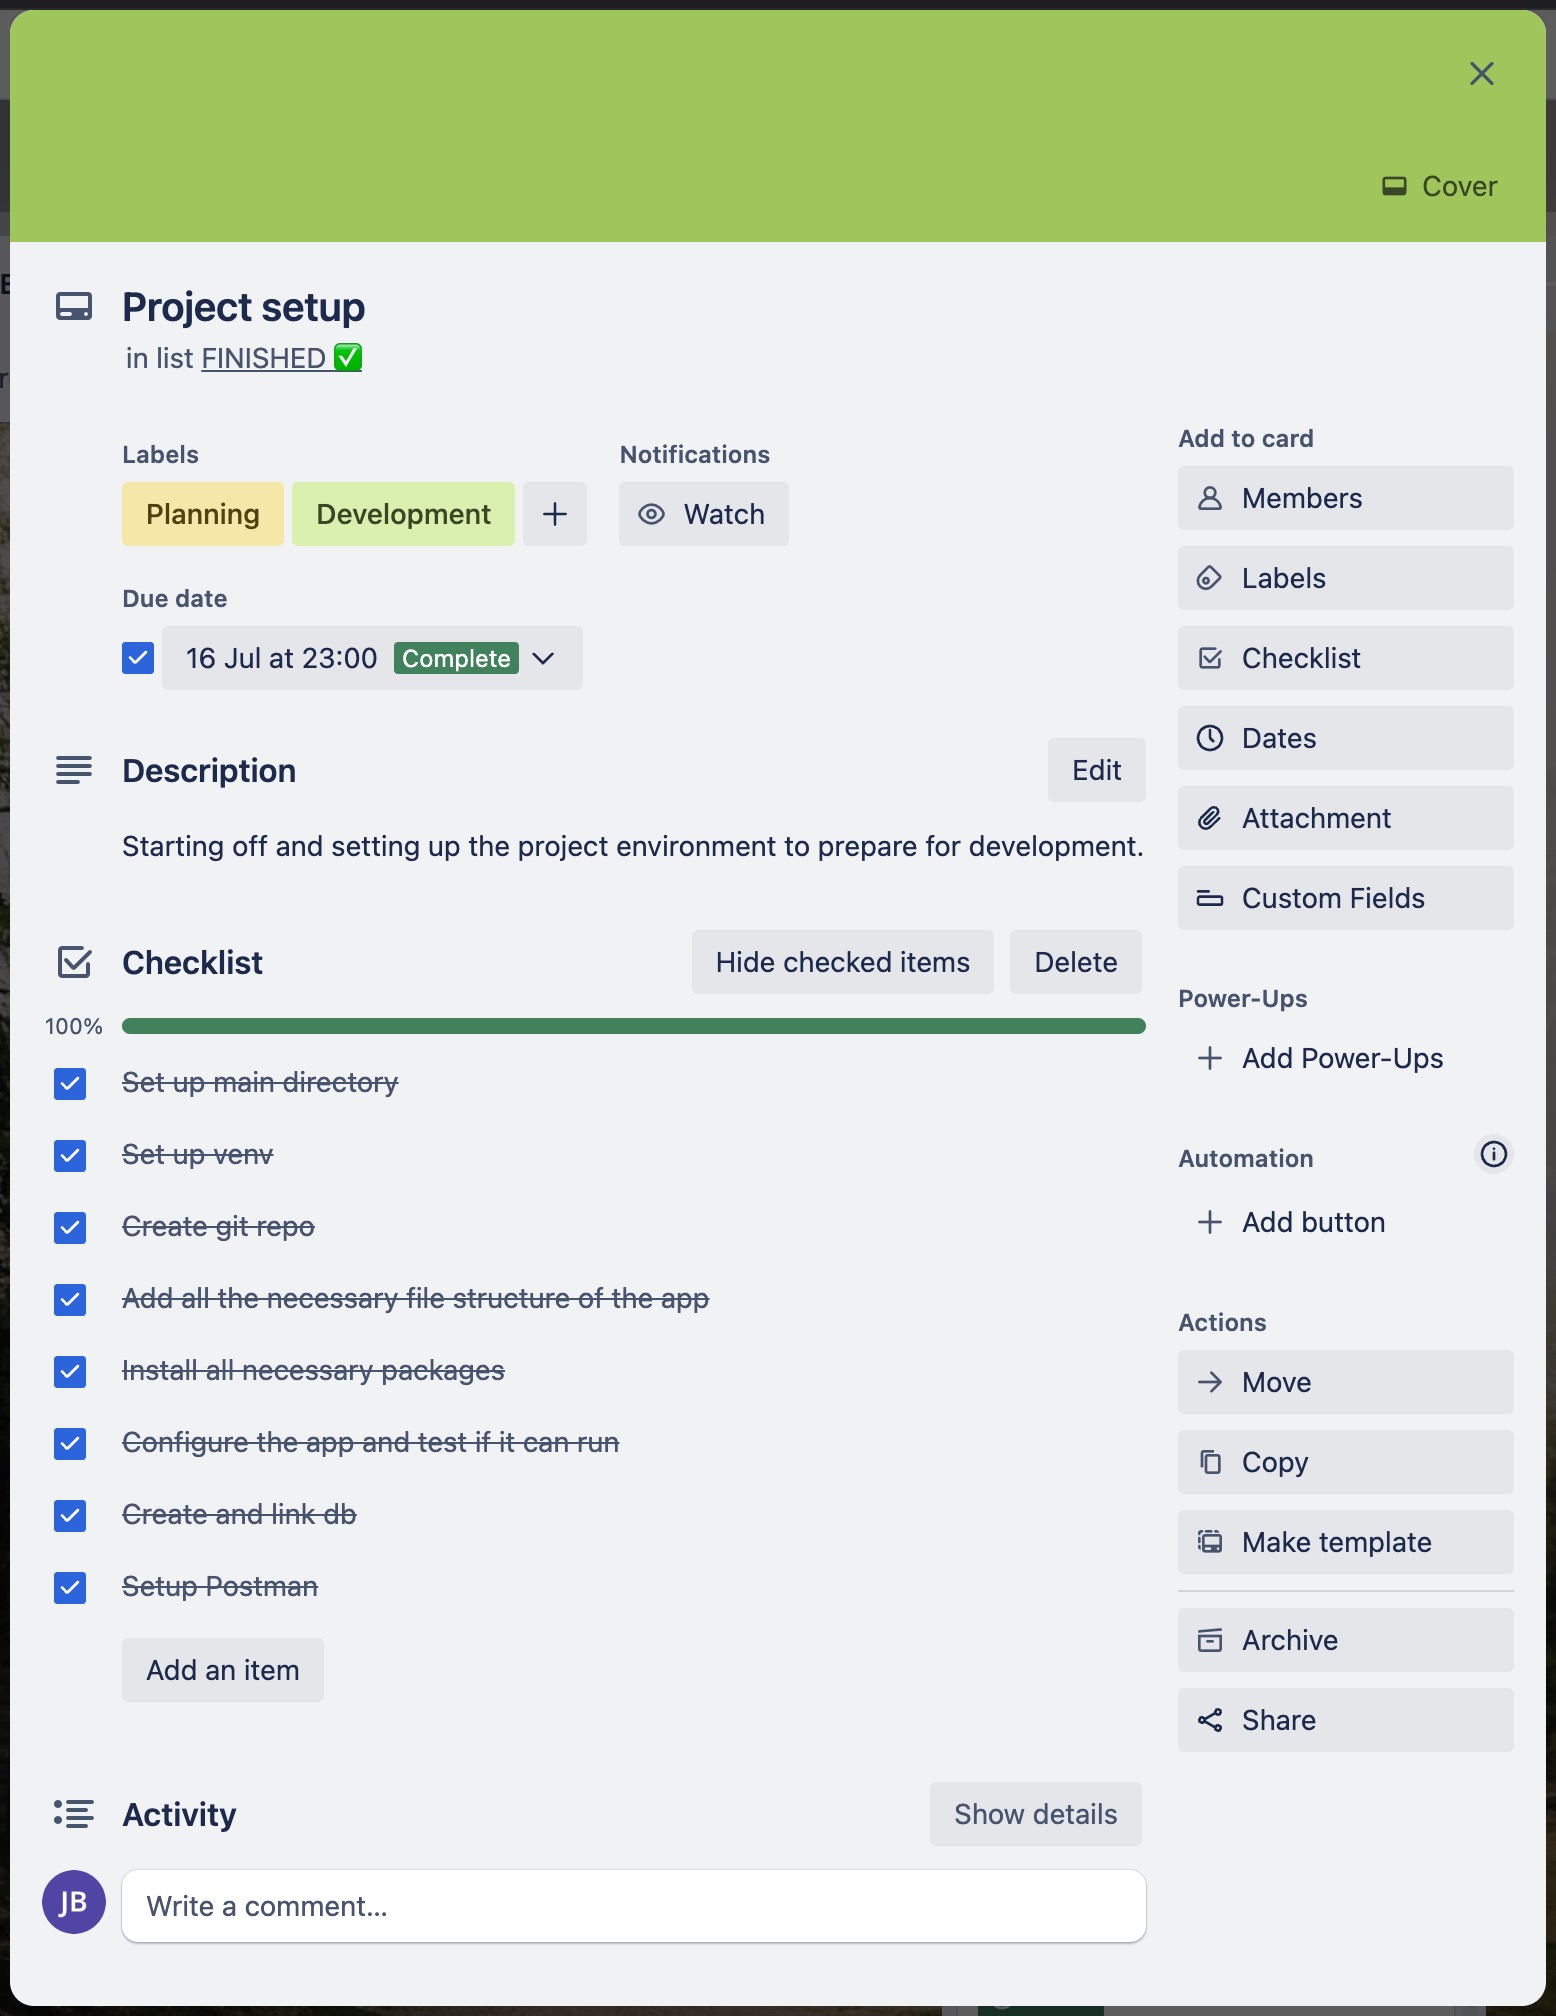 Cover
Project setup
in list FINISHED ✅
Labels
Planning
Development
Notifications
Watch
Due date
16 Jul at 23:00 Complete
Description
Edit
Starting off and setting up the project environment to prepare for development.
Checklist
Hide checked items
Delete
100%
Set up main directory
Set up venv
Create git repo
Add all the necessary file structure of the app
Install all necessary packages
Configure the app and test if it can run
Create and link db
Setup Postman
Add an item
Activity
Show details
JB
Write a comment...
Add to card
Members
Labels
Checklist
Dates
Attachment
Custom Fields
Power-Ups
Add Power-Ups
Automation
Add button
Actions
Move
Copy
Make template
Archive
Share